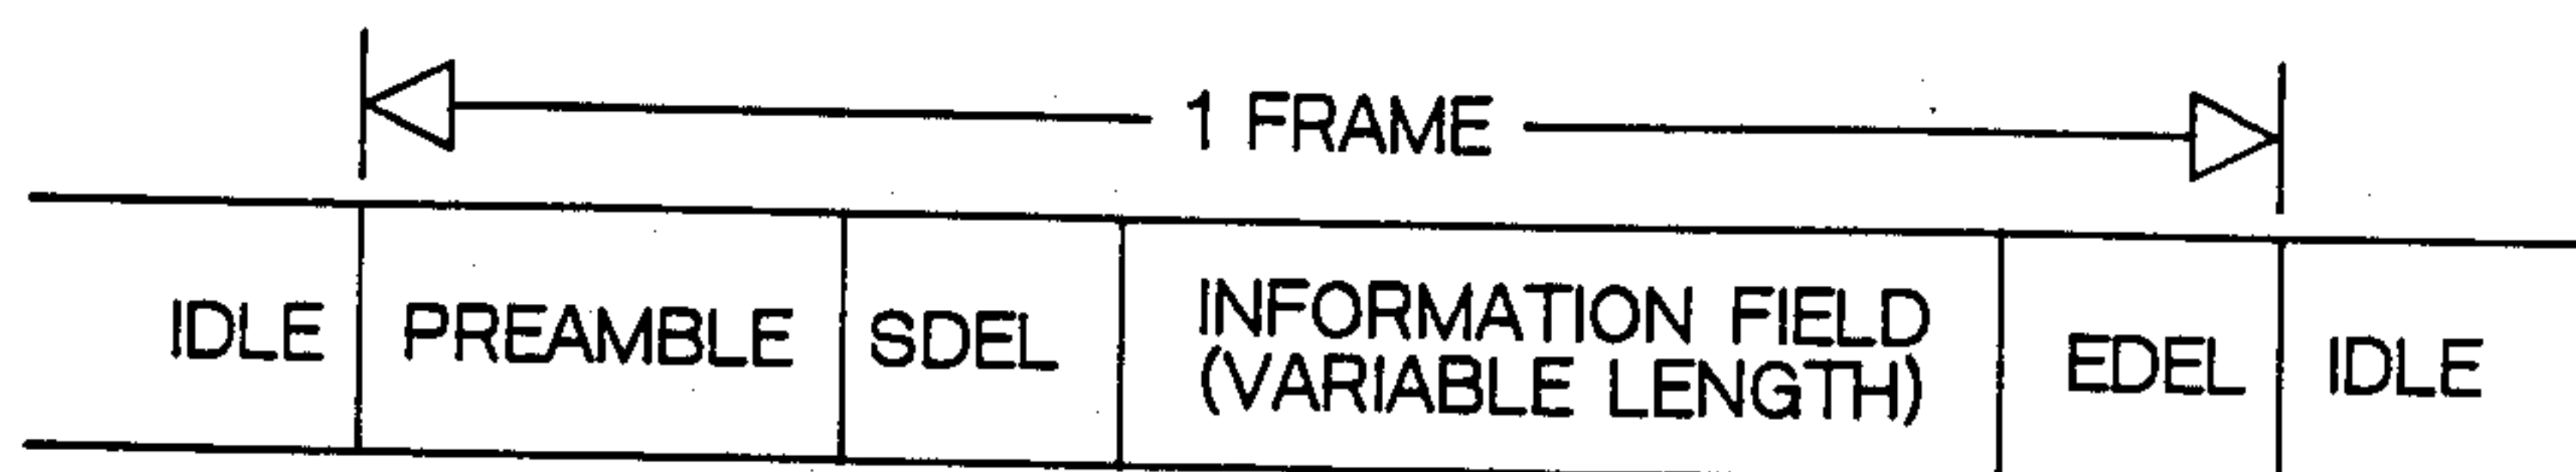 1 FRAME
IDLE PREAMBLE SDEL INFORMATION FIELD (VARIABLE LENGTH) EDEL IDLE